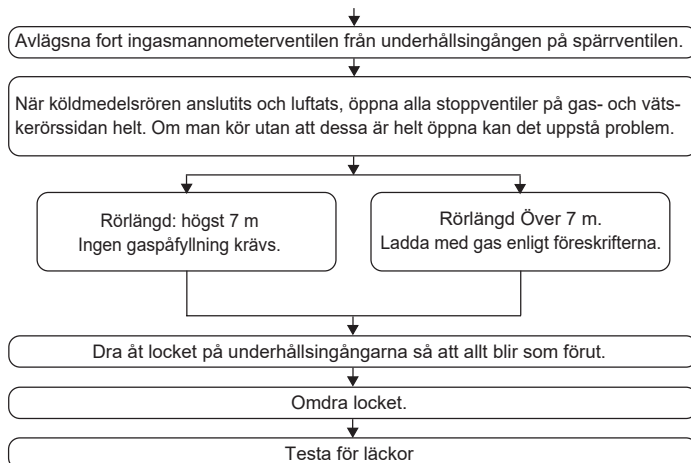 Avlägsna fort ingasmannometerventilen från underhållsingången på spärrventilen.
När köldmedelsrören anslutits och luftats, öppna alla stoppventiler på gas- och väts-
kerörssidan helt. Om man kör utan att dessa är helt öppna kan det uppstå problem.
Rörlängd: högst 7 m
Ingen gaspåfyllning krävs.
Rörlängd Över 7 m.
Ladda med gas enligt föreskrifterna.
Dra åt locket på underhållsingångarna så att allt blir som förut.
Omdra locket.
Testa för läckor